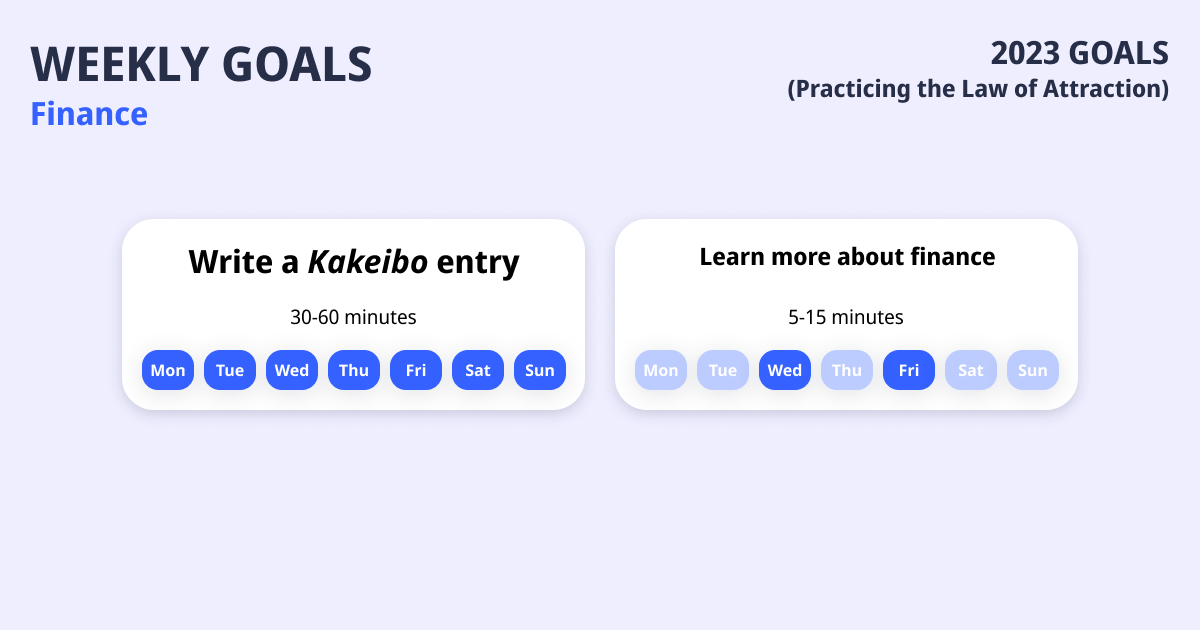 WEEKLY GOALS
Finance
2023 GOALS
(Practicing the Law of Attraction)
Write a Kakeibo entry
30-60 minutes
Mon Tue Wed Thu Fri Sat Sun
Learn more about finance
5-15 minutes
Mon Tue Wed Thu Fri Sat Sun